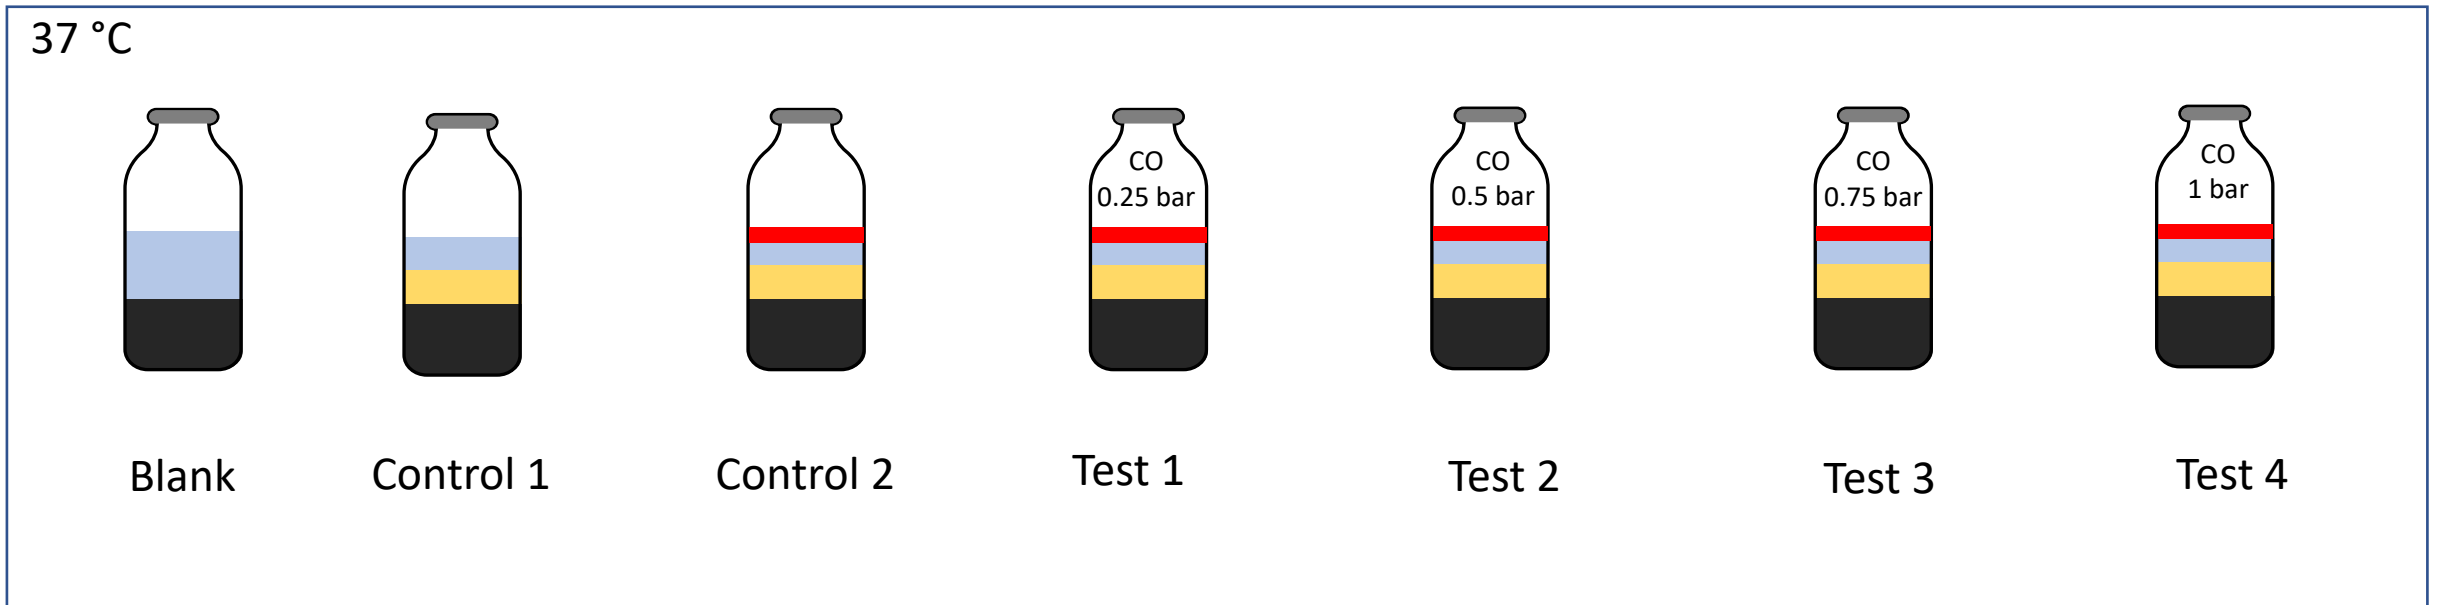 37 °C
CO
0.25 bar
CO
0.5 bar
CO
0.75 bar
CO
1 bar
Blank
Control 1
Control 2
Test 1
Test 2
Test 3
Test 4